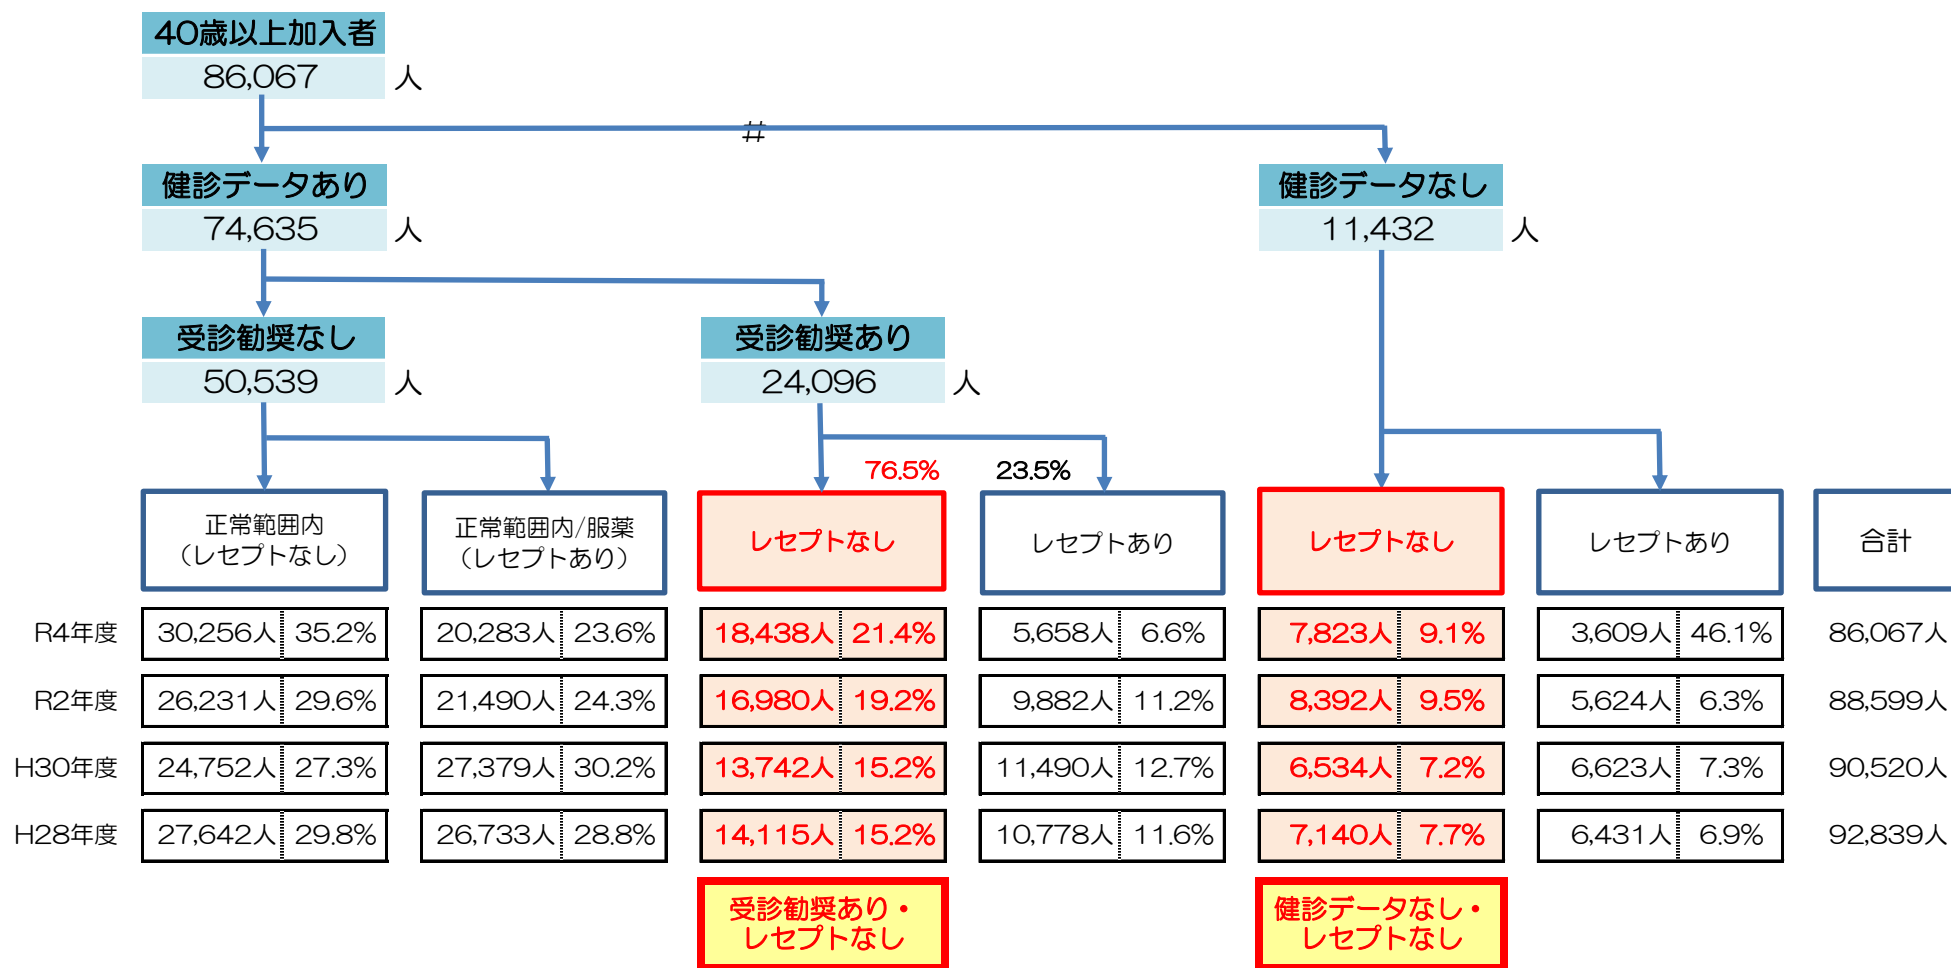 40歳以上加入者
86,067 人
#
健診データあり 健診データなし
74,635 人 11,432 人
受診勧奨なし 受診勧奨あり
50,539 人 24,096 人
76.5% 23.5%
正常範囲内
（レセプトなし）
正常範囲内/服薬
（レセプトあり）
レセプトなし
レセプトあり
レセプトなし
レセプトあり
合計
R4年度 30,256人 35.2% 20,283人 23.6% 18,438人 21.4% 5,658人 6.6% 7,823人 9.1% 3,609人 46.1% 86,067人
R2年度 26,231人 29.6% 21,490人 24.3% 16,980人 19.2% 9,882人 11.2% 8,392人 9.5% 5,624人 6.3% 88,599人
H30年度 24,752人 27.3% 27,379人 30.2% 13,742人 15.2% 11,490人 12.7% 6,534人 7.2% 6,623人 7.3% 90,520人
H28年度 27,642人 29.8% 26,733人 28.8% 14,115人 15.2% 10,778人 11.6% 7,140人 7.7% 6,431人 6.9% 92,839人
受診勧奨あり・
レセプトなし
健診データなし・
レセプトなし